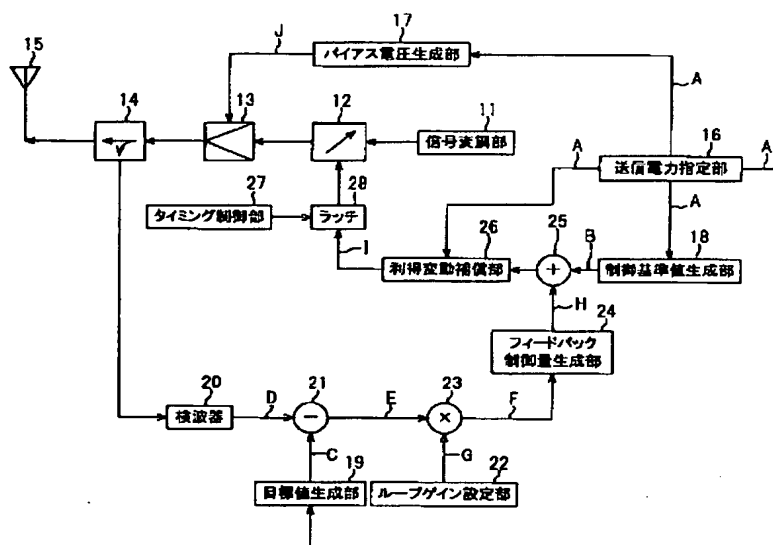 15
J
17
バイアス電圧生成部
A
14
13
12
11
信号変調部
16
送信電力指定部
A
A
A
27
タイミング制御部
28
ラッチ
I
26
利得変動補償部
25
+
B
18
制御基準値生成部
H
24
フィードバック
制御量生成部
20
検波器
D
21
−
E
23
×
F
C
19
目標値生成部
G
22
ループゲイン設定部